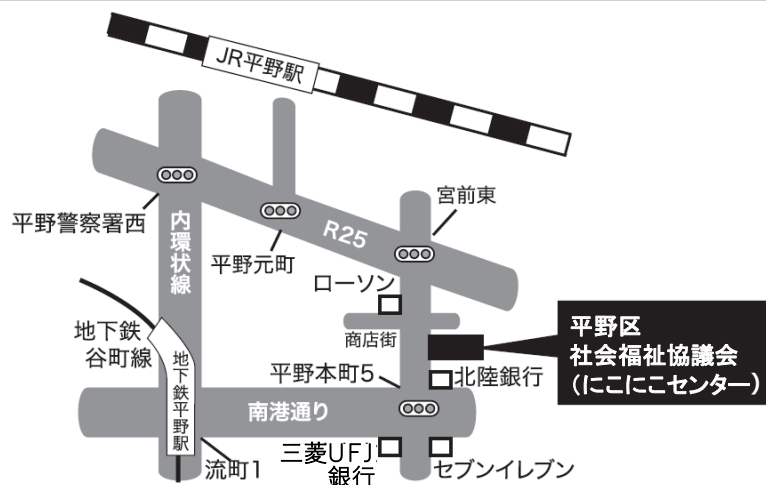 JR平野駅
宮前東
平野警察署西
内環状線
平野元町
R25
ローソン
地下鉄
谷町線
商店街
平野区
社会福祉協議会
(にこにこセンター)
地下鉄平野駅
平野本町5
北陸銀行
南港通り
流町1
三菱UFJ
銀行
セブンイレブン